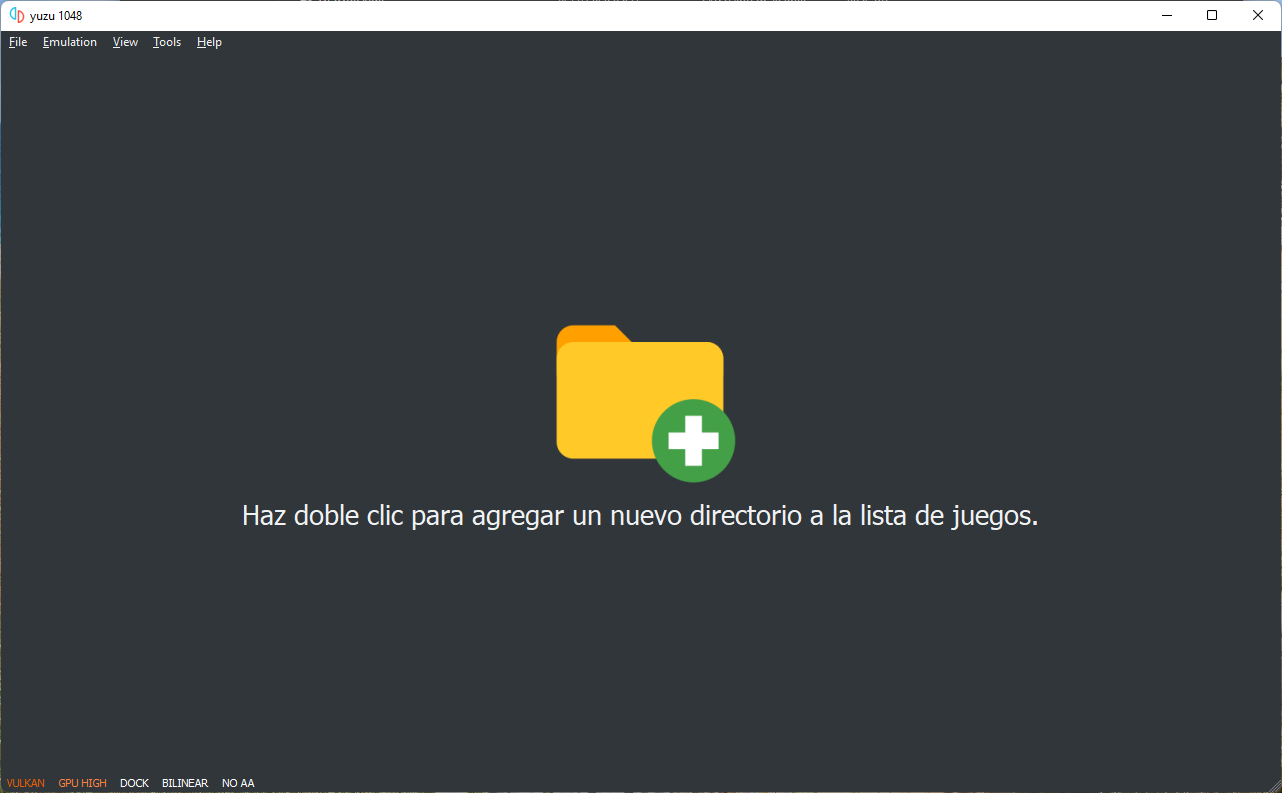 yuzu 1048
File Emulation View Tools Help
Haz doble clic para agregar un nuevo directorio a la lista de juegos.
VULKAN GPU HIGH DOCK BILINEAR NO AA